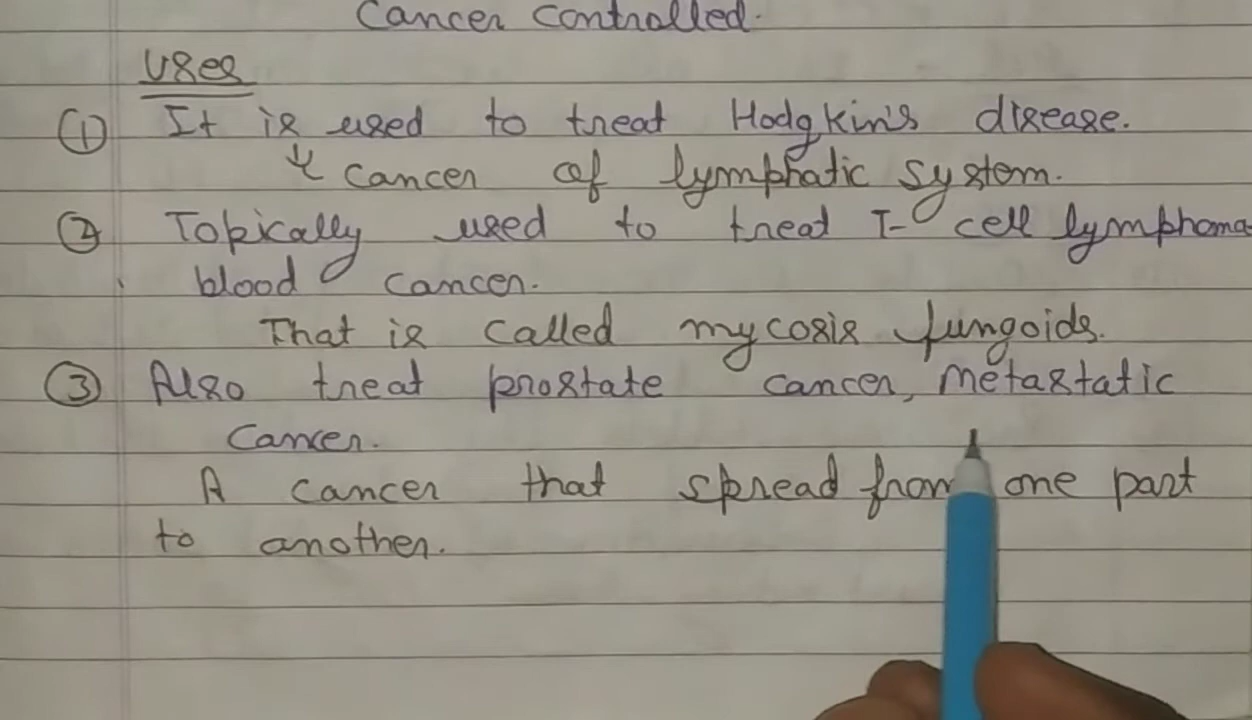 Cancer controlled.
Uses
① It is used to treat Hodgkin's disease.
cancer of lymphatic system.
② Topically used to treat T-cell lymphoma
blood cancer.
That is called mycosis fungoids.
③ Also treat prostate cancer, metastatic
cancer.
A cancer that spread from one part
to another.